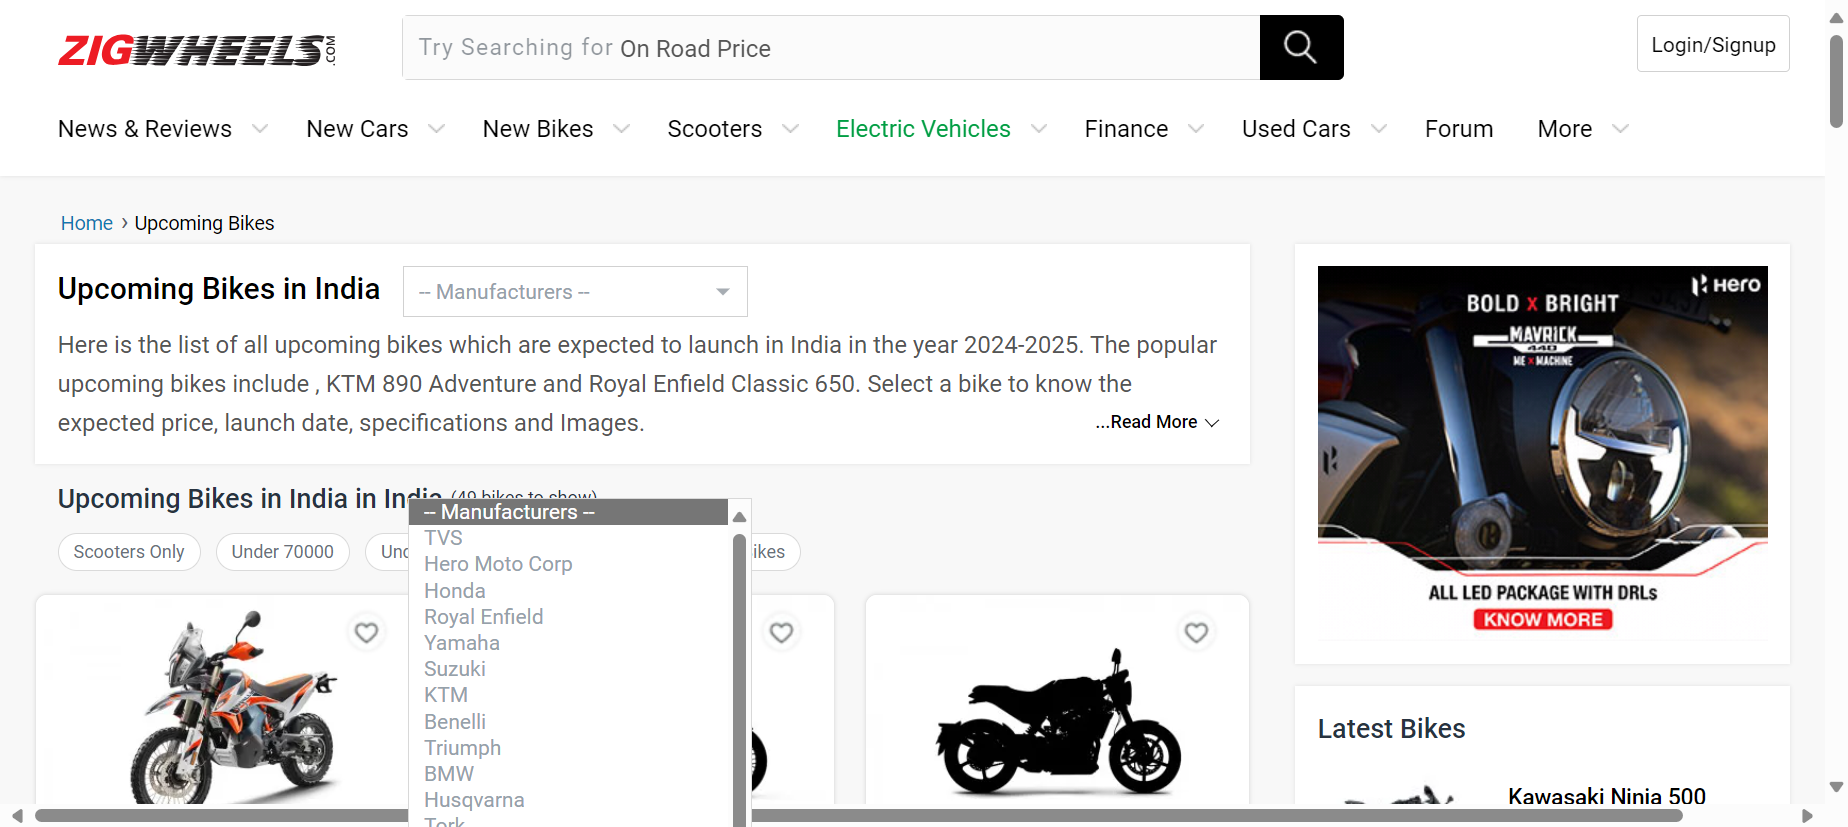 ZIGWHEELS.COM
Try Searching for On Road Price
Login/Signup
News & Reviews New Cars New Bikes Scooters Electric Vehicles Finance Used Cars Forum More
Home › Upcoming Bikes
Upcoming Bikes in India
-- Manufacturers --
Here is the list of all upcoming bikes which are expected to launch in India in the year 2024-2025. The popular
upcoming bikes include , KTM 890 Adventure and Royal Enfield Classic 650. Select a bike to know the
expected price, launch date, specifications and Images.
...Read More
Upcoming Bikes in India in India (49 bikes to show)
Scooters Only Under 70000
-- Manufacturers --
TVS
Hero Moto Corp
Honda
Royal Enfield
Yamaha
Suzuki
KTM
Benelli
Triumph
BMW
Husqvarna
Tork
Hero
BOLD X BRIGHT
MAVRICK
440
ME X MACHINE
ALL LED PACKAGE WITH DRLs
KNOW MORE
Latest Bikes
Kawasaki Ninja 500